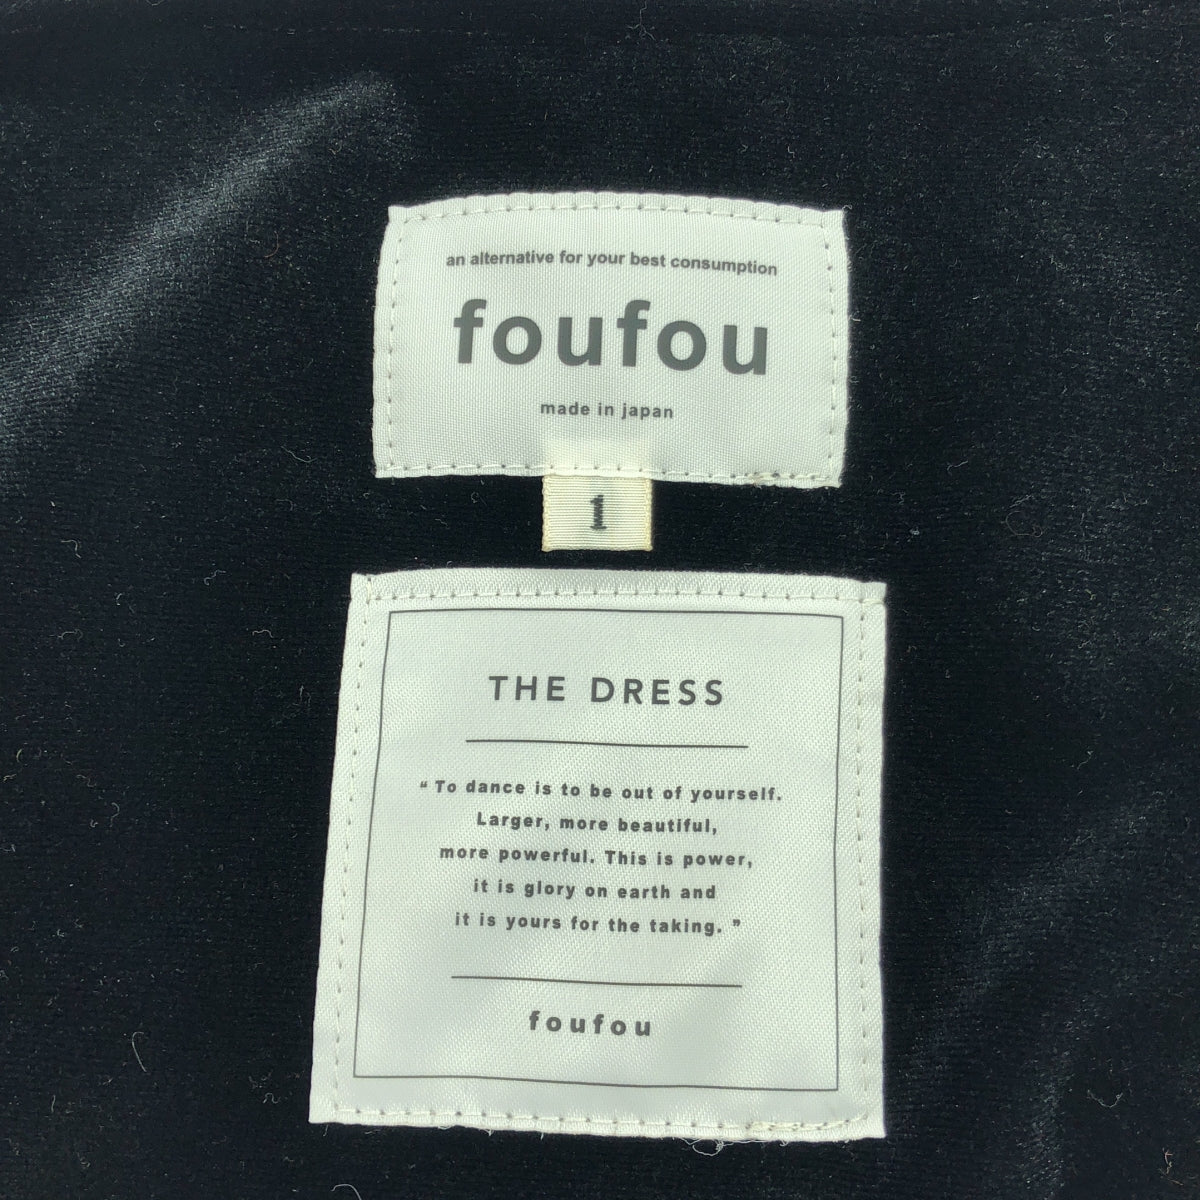 an alternative for your best consumption
foufou
made in japan
1
THE DRESS
“ To dance is to be out of yourself.
Larger, more beautiful,
more powerful. This is power,
it is glory on earth and
it is yours for the taking. ”
foufou